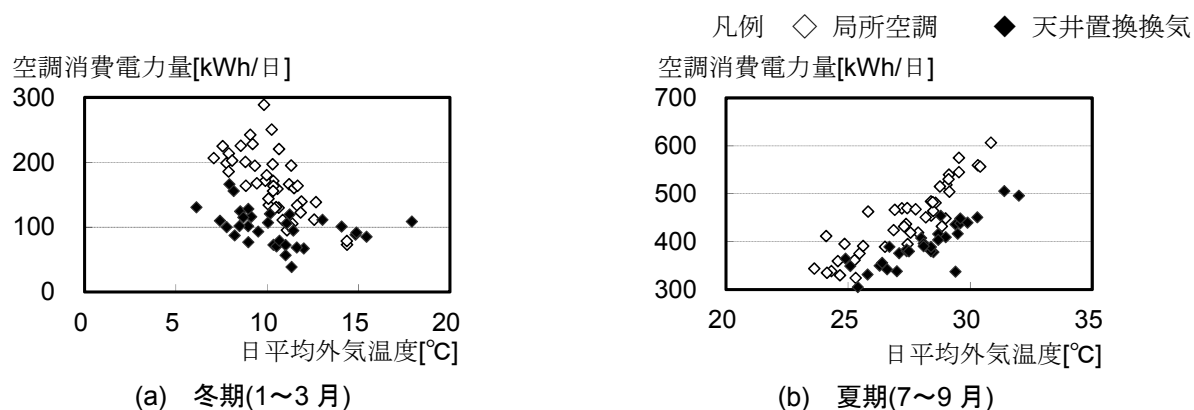 凡例 ◇ 局所空調 ◆ 天井置換換気
空調消費電力量[kWh/日]
300
200
100
0
0 5 10 15 20
日平均外気温度[℃]
(a) 冬期(1～3 月)
空調消費電力量[kWh/日]
700
600
500
400
300
20 25 30 35
日平均外気温度[℃]
(b) 夏期(7～9 月)